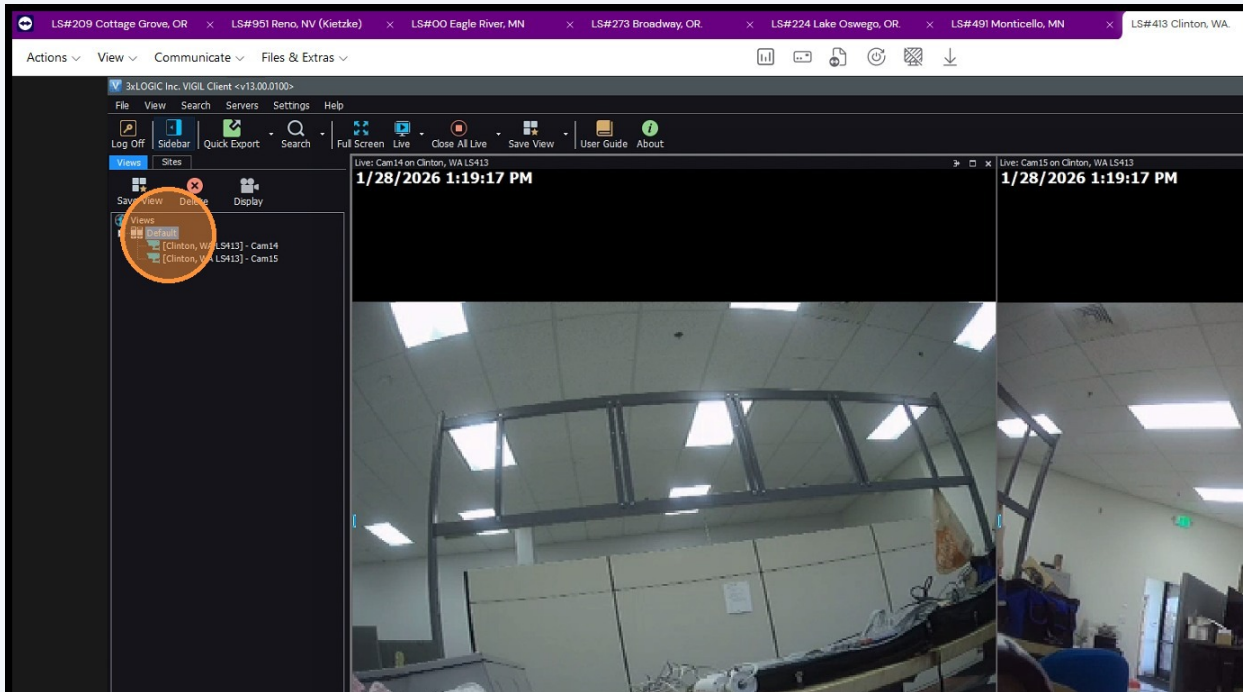 LS#209 Cottage Grove, OR × LS#951 Reno, NV (Kietzke) × LS#00 Eagle River, MN × LS#273 Broadway, OR. × LS#224 Lake Oswego, OR. × LS#491 Monticello, MN × LS#413 Clinton, WA.
Actions View Communicate Files & Extras
3xLOGIC Inc. VIGIL Client <v13.00.0100>
File View Search Servers Settings Help
Log Off Sidebar Quick Export Search Full Screen Live Close All Live Save View User Guide About
Views Sites
Live: Cam14 on Clinton, WA LS413
Live: Cam15 on Clinton, WA LS413
1/28/2026 1:19:17 PM
1/28/2026 1:19:17 PM
Save View Delete Display
Views
Default
[Clinton, WA LS413] - Cam14
[Clinton, WA LS413] - Cam15